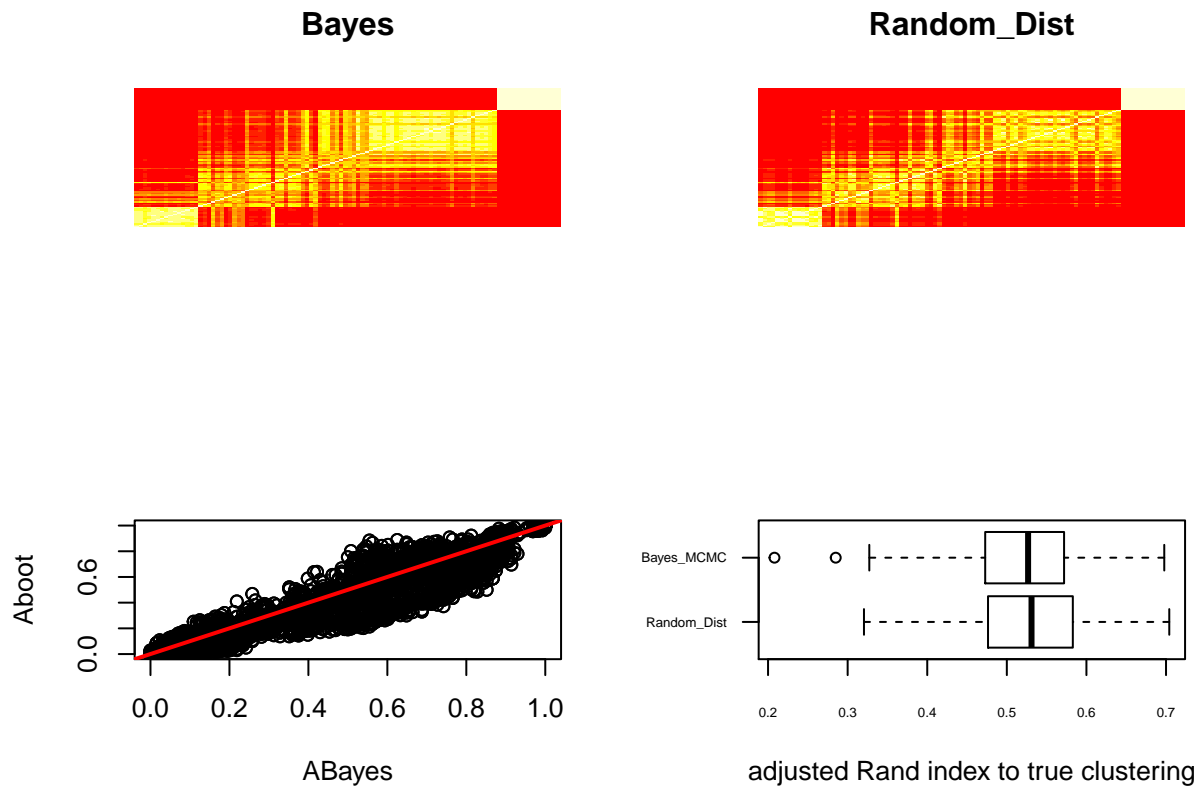 Bayes
Random_Dist
Aboot
0.0
0.6
0.0 0.2 0.4 0.6 0.8 1.0
ABayes
Bayes_MCMC
Random_Dist
0.2 0.3 0.4 0.5 0.6 0.7
adjusted Rand index to true clustering